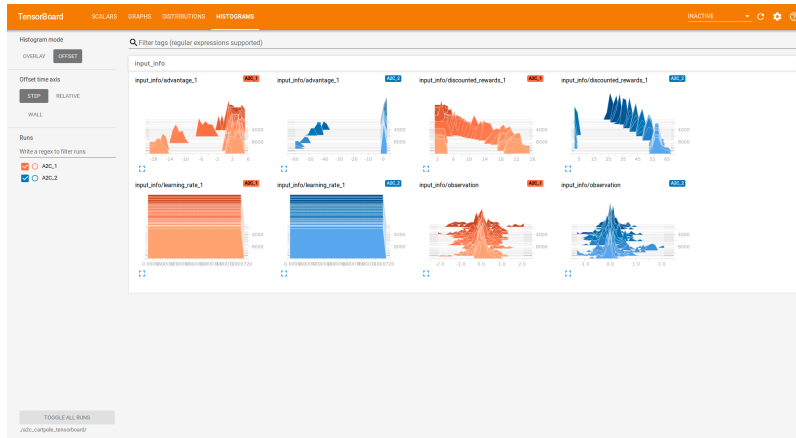 TensorBoard
SCALARS GRAPHS DISTRIBUTIONS HISTOGRAMS
INACTIVE
Histogram mode
OVERLAY OFFSET
Offset time axis
STEP RELATIVE
WALL
Runs
Write a regex to filter runs
A2C_1
A2C_2
TOGGLE ALL RUNS
./a2c_cartpole_tensorboard/
Filter tags (regular expressions supported)
input_info
input_info/advantage_1 A2C_1
4000
8000
-18 -14 -10 -6 -2 2 6
input_info/advantage_1 A2C_2
4000
8000
-60 -50 -40 -30 -20 -10 0
input_info/discounted_rewards_1 A2C_1
4000
8000
2 6 10 14 18 22 26
input_info/discounted_rewards_1 A2C_2
4000
8000
5 15 25 35 45 55 65
input_info/learning_rate_1 A2C_1
4000
8000
input_info/learning_rate_1 A2C_2
4000
8000
input_info/observation A2C_1
4000
8000
-2.0 -1.0 0.0 1.0 2.0
input_info/observation A2C_2
4000
8000
-1.0 0.0 1.0 2.0